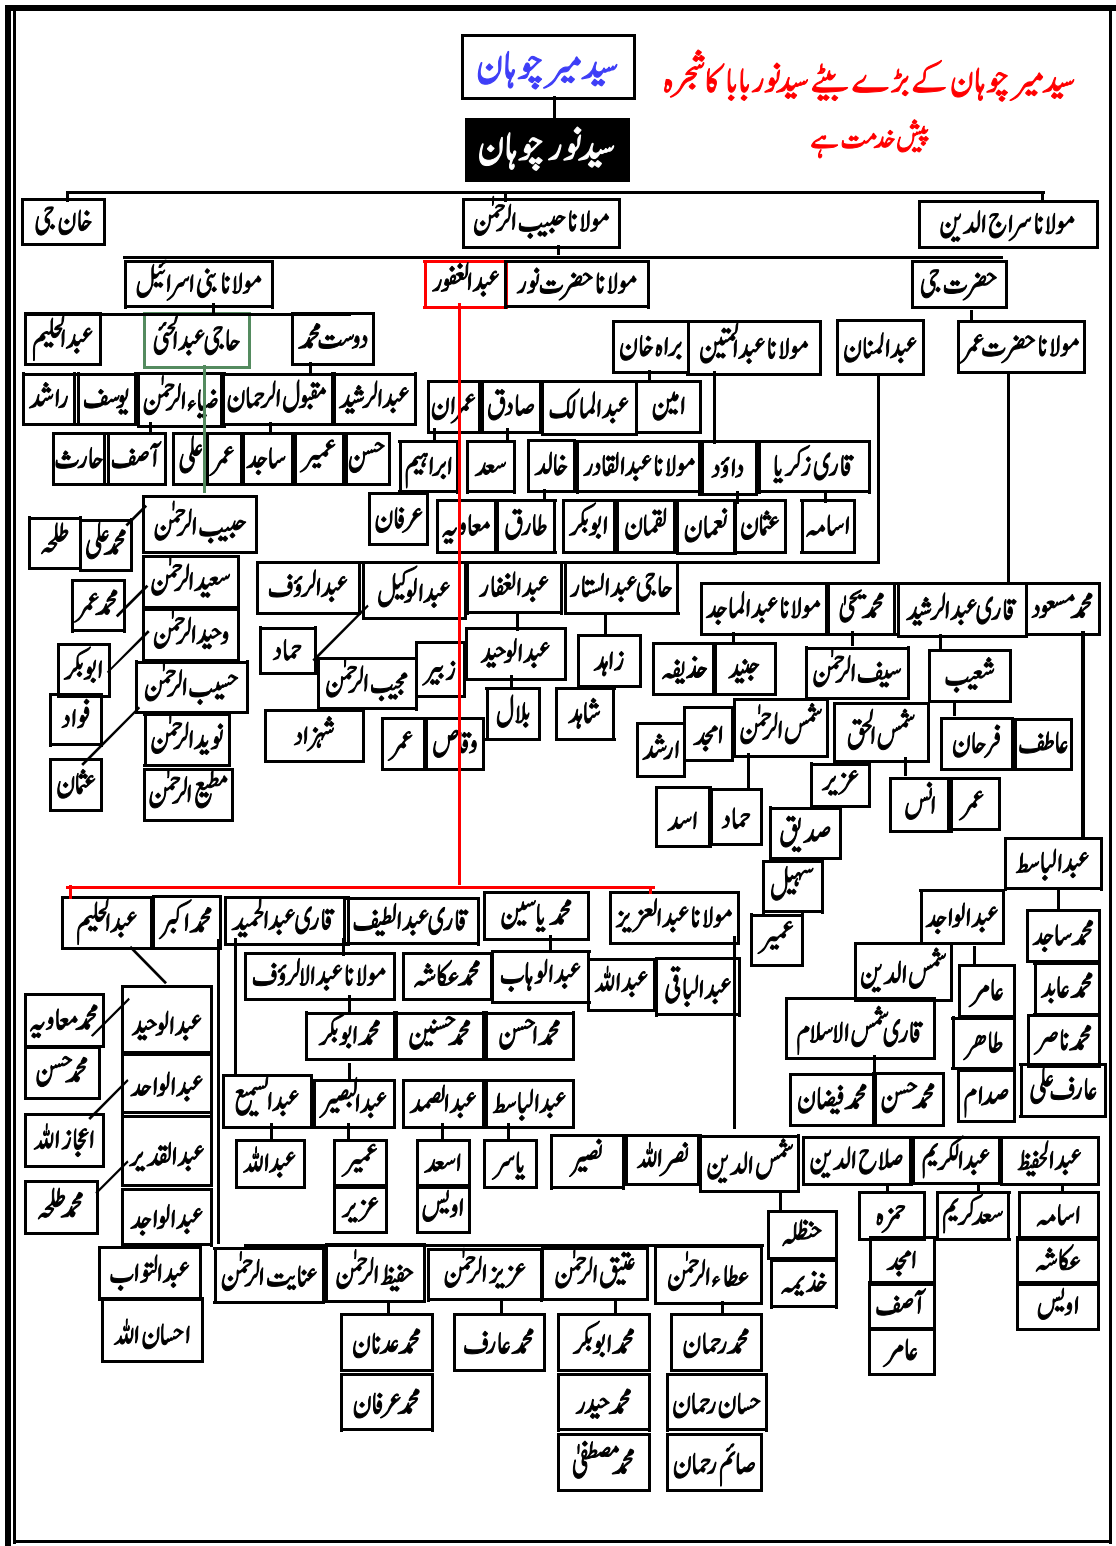 سید میر چوہان
سید میر چوہان کے بڑے بیٹے سید نور بابا کا شجرہ
پیش خدمت ہے
سید نور چوہان
مولانا سراج الدین
مولانا حبیب الرحمٰن
خان جی
حضرت جی
مولانا حضرت نور
عبدالغفور
مولانا بنی اسرائیل
مولانا حضرت عمر
عبدالمنان
مولانا عبدالمتین
براہ خان
دوست محمد
حاجی عبدالحئی
عبدالحلیم
امین
عبدالمالک
صادق
عمران
عبدالرشید
مقبول الرحمان
ضیاء الرحمٰن
یوسف
راشد
قاری زکریا
داؤد
مولانا عبدالقادر
خالد
سعد
ابراہیم
حسن
عمیر
ساجد
عمر
علی
آصف
حارث
اسامہ
عثمان
نعمان
لقمان
ابوبکر
طارق
معاویہ
عرفان
حبیب الرحمٰن
محمد علی
طلحہ
سعید الرحمٰن
محمد عمر
وحید الرحمٰن
ابوبکر
حسیب الرحمٰن
فواد
نوید الرحمٰن
عثمان
مطیع الرحمٰن
حاجی عبدالستار
عبدالغفار
عبدالوکیل
عبدالرؤف
محمد مسعود
قاری عبدالرشید
محمد یحیٰ
مولانا عبدالماجد
زاہد
عبدالوحید
زبیر
مجیب الرحمٰن
حماد
شعیب
سیف الرحمٰن
جنید
حذیفہ
شاہد
بلال
وقاص
عمر
شہزاد
عاطف
فرحان
شمس الحق
شمس الرحمٰن
امجد
ارشد
عمر
انس
عزیر
حماد
اسد
صدیق
سہیل
عمیر
عبدالباسط
عبدالواجد
محمد ساجد
محمد عابد
محمد ناصر
عارف علی
شمس الدین
عامر
طاھر
صدام
قاری شمس الاسلام
محمد حسن
محمد فیضان
مولانا عبدالعزیز
محمد یاسین
قاری عبدالطیف
قاری عبدالحمید
محمد اکبر
عبدالحلیم
عبدالباقی
عبداللہ
عبدالوہاب
محمد عکاشہ
مولانا عبدالالرؤف
محمد احسن
محمد حسنین
محمد ابوبکر
عبدالوحید
محمد معاویہ
محمد حسن
عبدالواحد
اعجاز اللہ
عبدالقدیر
محمد طلحہ
عبدالواجد
عبدالتواب
احسان اللہ
عبدالباسط
عبدالصمد
عبدالبصیر
عبدالسمیع
یاسر
اسعد
اویس
عمیر
عزیر
عبداللہ
عبدالحفیظ
عبدالکریم
صلاح الدین
شمس الدین
نصر اللہ
نصیر
اسامہ
عکاشہ
اویس
سعد کریم
حمزہ
امجد
آصف
عامر
حنظلہ
خذیمہ
عطاء الرحمٰن
عتیق الرحمٰن
عزیز الرحمٰن
حفیظ الرحمٰن
عنایت الرحمٰن
محمد رحمان
محمد ابوبکر
محمد عارف
محمد عدنان
حسان رحمان
محمد حیدر
محمد عرفان
صائم رحمان
محمد مصطفیٰ